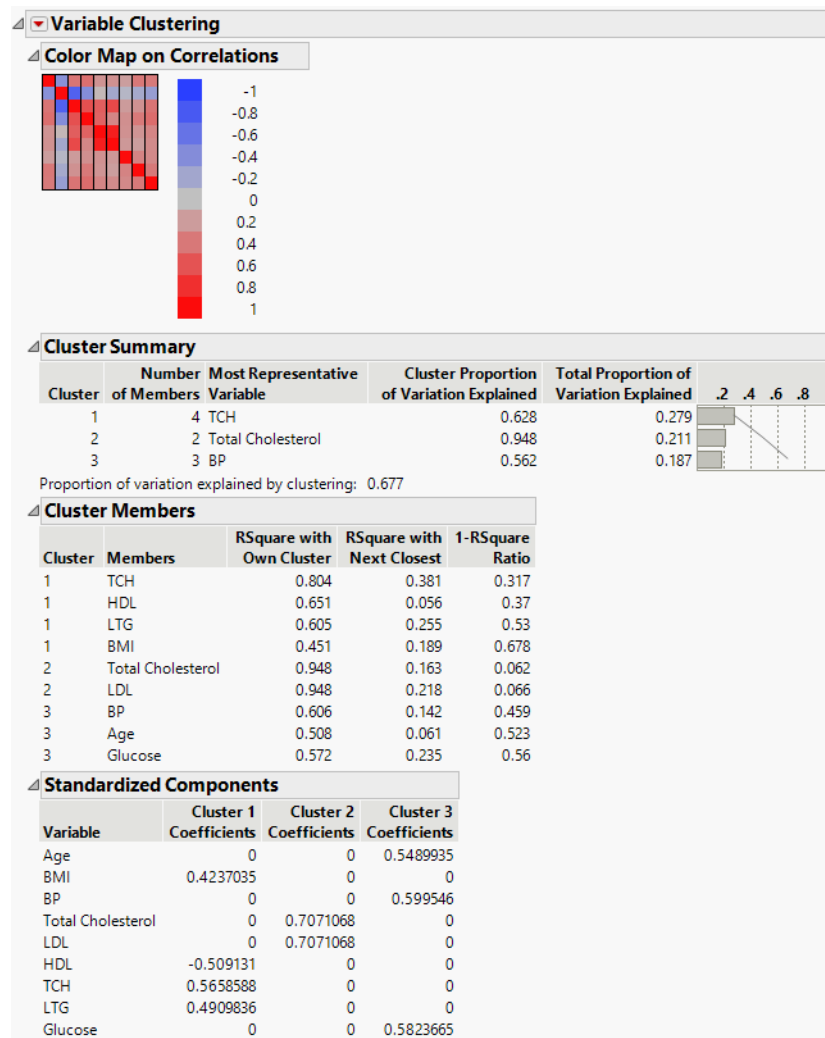 Variable Clustering
Color Map on Correlations
-1
-0.8
-0.6
-0.4
-0.2
0
0.2
0.4
0.6
0.8
1
Cluster Summary
Cluster Number of Members Most Representative Variable Cluster Proportion of Variation Explained Total Proportion of Variation Explained .2 .4 .6 .8
1 4 TCH 0.628 0.279
2 2 Total Cholesterol 0.948 0.211
3 3 BP 0.562 0.187
Proportion of variation explained by clustering: 0.677
Cluster Members
Cluster Members RSquare with Own Cluster RSquare with Next Closest 1-RSquare Ratio
1 TCH 0.804 0.381 0.317
1 HDL 0.651 0.056 0.37
1 LTG 0.605 0.255 0.53
1 BMI 0.451 0.189 0.678
2 Total Cholesterol 0.948 0.163 0.062
2 LDL 0.948 0.218 0.066
3 BP 0.606 0.142 0.459
3 Age 0.508 0.061 0.523
3 Glucose 0.572 0.235 0.56
Standardized Components
Variable Cluster 1 Coefficients Cluster 2 Coefficients Cluster 3 Coefficients
Age 0 0 0.5489935
BMI 0.4237035 0 0
BP 0 0 0.599546
Total Cholesterol 0 0.7071068 0
LDL 0 0.7071068 0
HDL -0.509131 0 0
TCH 0.5658588 0 0
LTG 0.4909836 0 0
Glucose 0 0 0.5823665